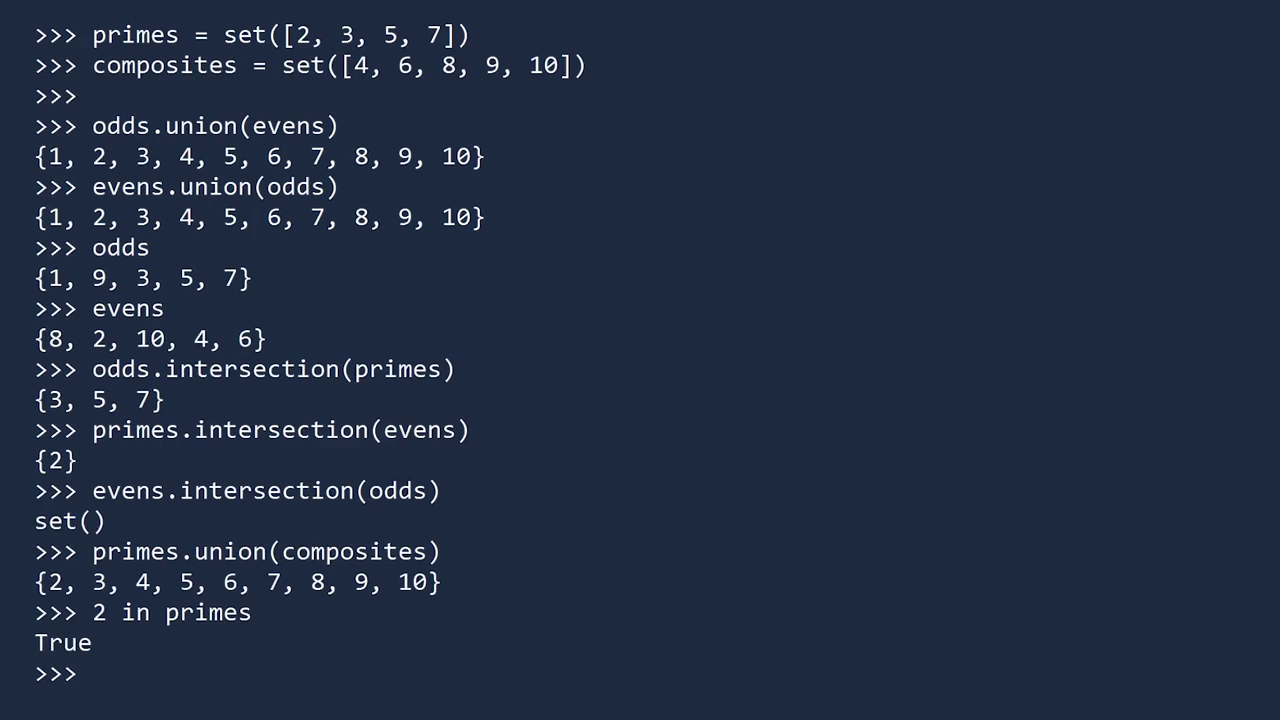 >>> primes = set([2, 3, 5, 7])
>>> composites = set([4, 6, 8, 9, 10])
>>>
>>> odds.union(evens)
{1, 2, 3, 4, 5, 6, 7, 8, 9, 10}
>>> evens.union(odds)
{1, 2, 3, 4, 5, 6, 7, 8, 9, 10}
>>> odds
{1, 9, 3, 5, 7}
>>> evens
{8, 2, 10, 4, 6}
>>> odds.intersection(primes)
{3, 5, 7}
>>> primes.intersection(evens)
{2}
>>> evens.intersection(odds)
set()
>>> primes.union(composites)
{2, 3, 4, 5, 6, 7, 8, 9, 10}
>>> 2 in primes
True
>>>